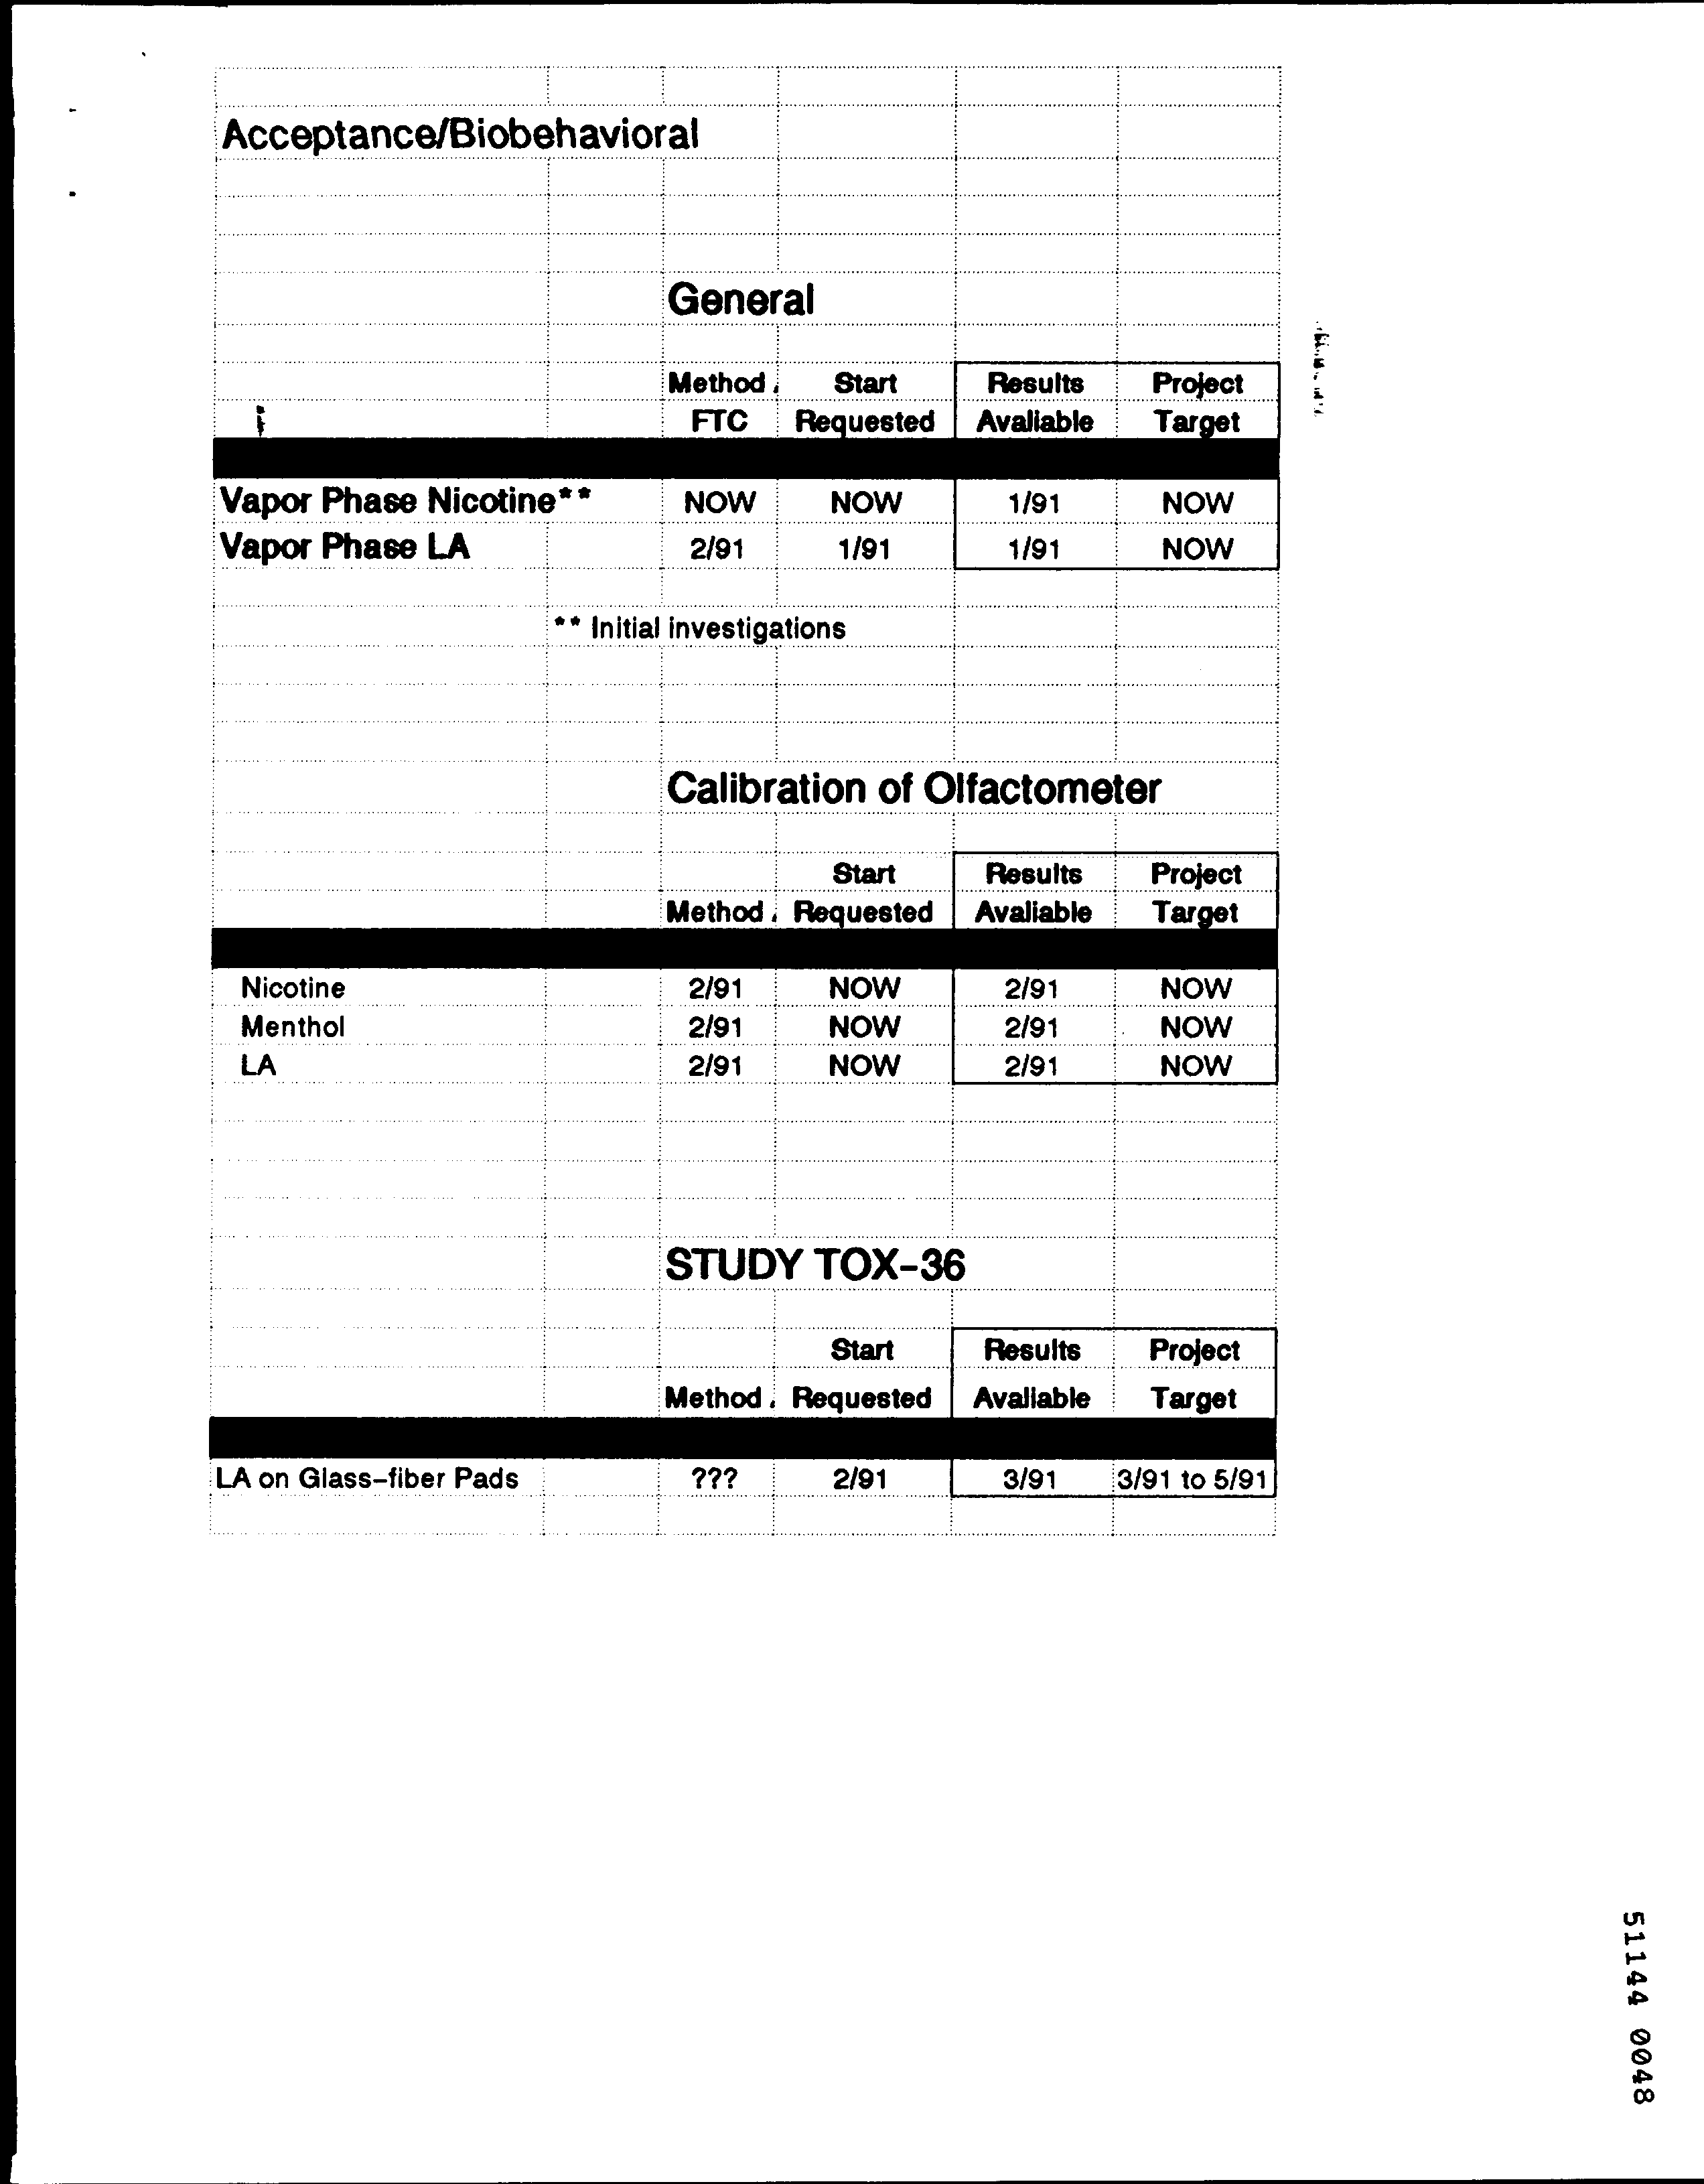 Acceptance/Biobehavioral
General
Method. Start Results Project
FTC Requested Available Target
Vapor Phase Nicotine** NOW NOW 1/91 NOW
Vapor Phase LA 2/91 1/91 1/91 NOW
** Initial investigations
Calibration of Olfactometer
Start Results Project
Method. Requested Available Target
Nicotine 2/91 NOW 2/91 NOW
Menthol 2/91 NOW 2/91 NOW
LA 2/91 NOW 2/91 NOW
STUDY TOX-36
Start Results Project
Method. Requested Available Target
LA on Glass-fiber Pads ??? 2/91 3/91 3/91 to 5/91
51144 0048